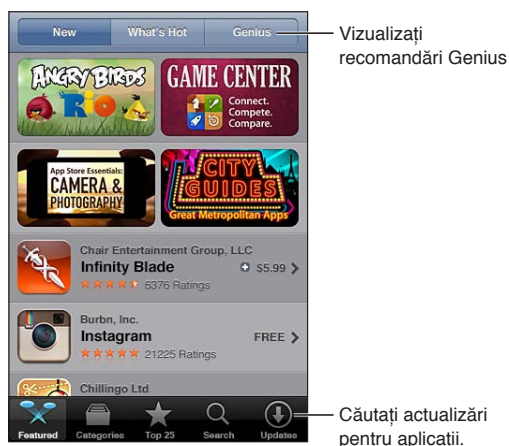 New What's Hot Genius
Vizualizați
recomandări Genius
ANGRY BIRDS
RIO
GAME CENTER
Connect.
Compete.
Compare.
App Store Essentials:
CAMERA &
PHOTOGRAPHY
CITY
GUIDES
Great Metropolitan Apps
Chair Entertainment Group, LLC
Infinity Blade + $5.99
6376 Ratings
Burbn, Inc.
Instagram FREE
21225 Ratings
Chillingo Ltd
Featured Categories Top 25 Search Updates
Căutați actualizări
pentru aplicații.